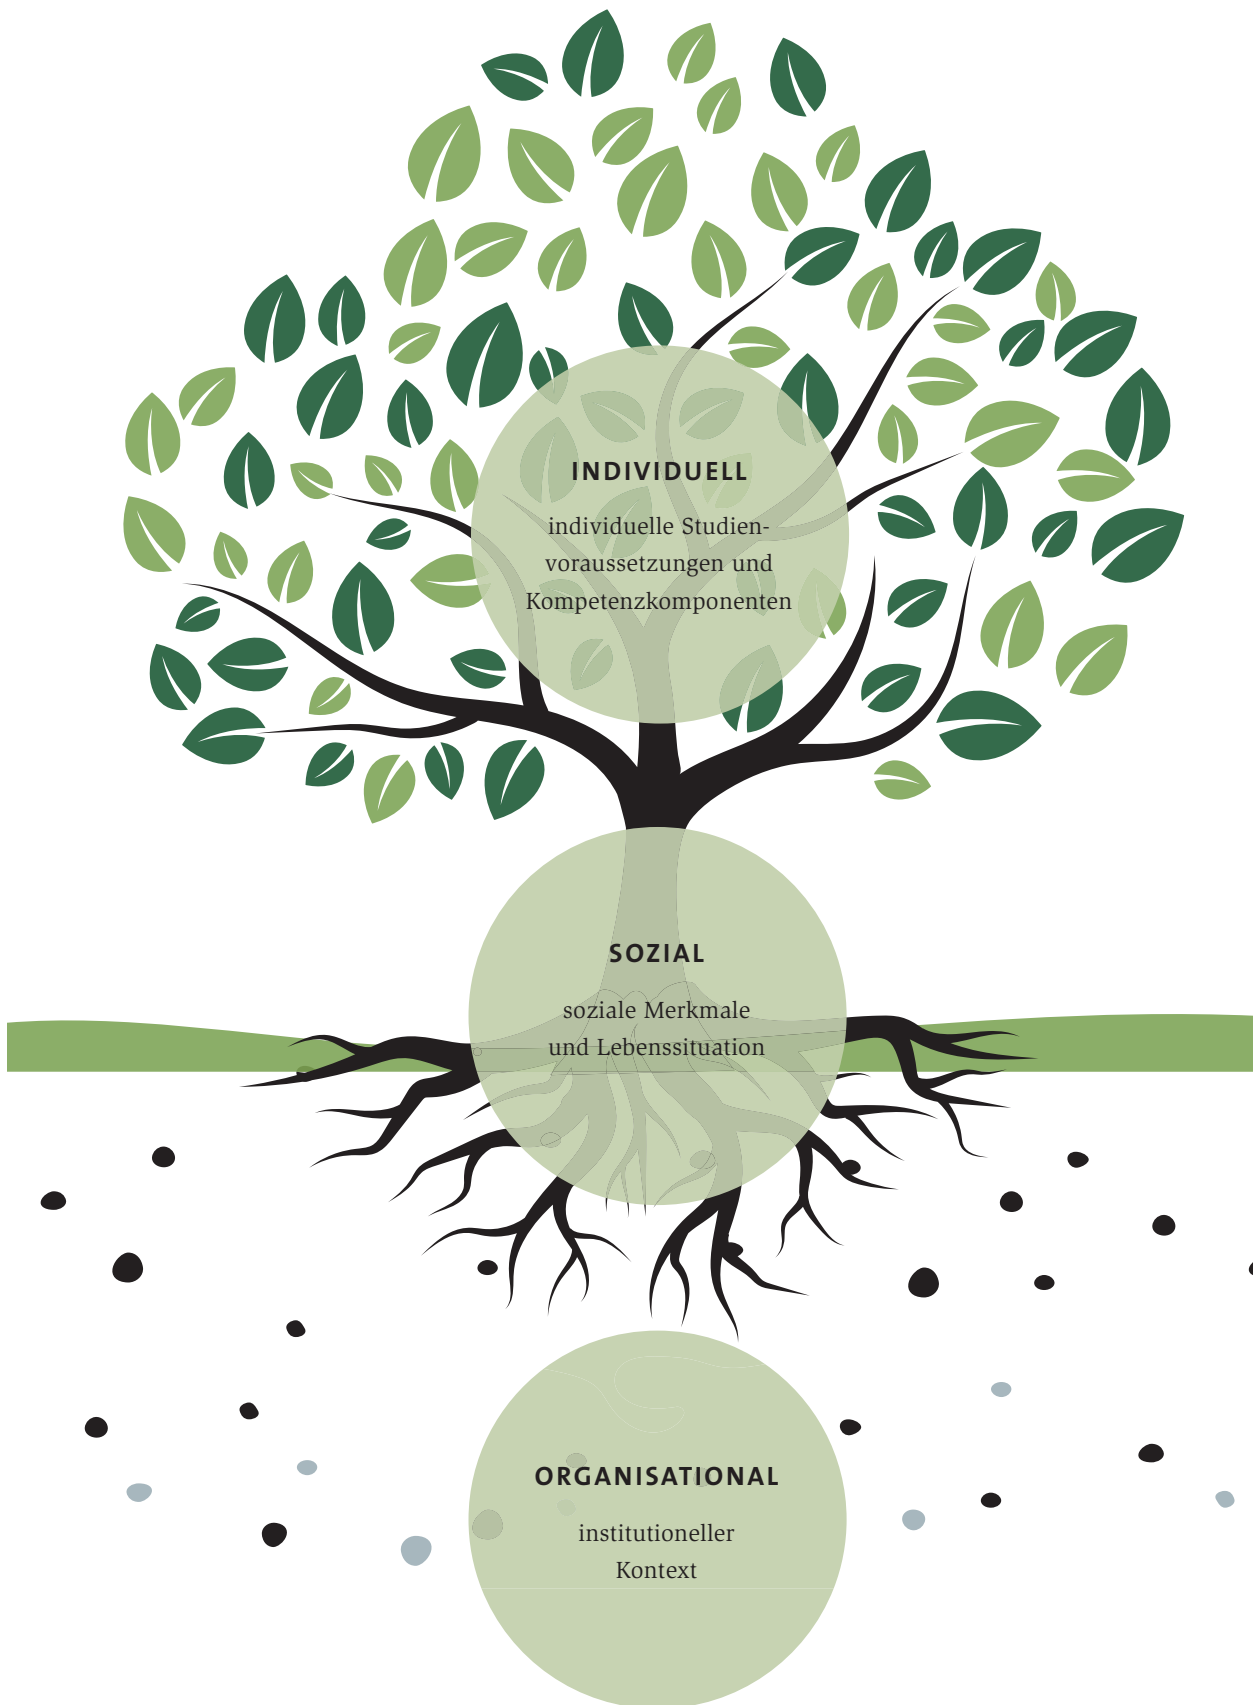 INDIVIDUELL
individuelle Studien-
voraussetzungen und
Kompetenzkomponenten
SOZIAL
soziale Merkmale
und Lebenssituation
ORGANISATIONAL
institutioneller
Kontext